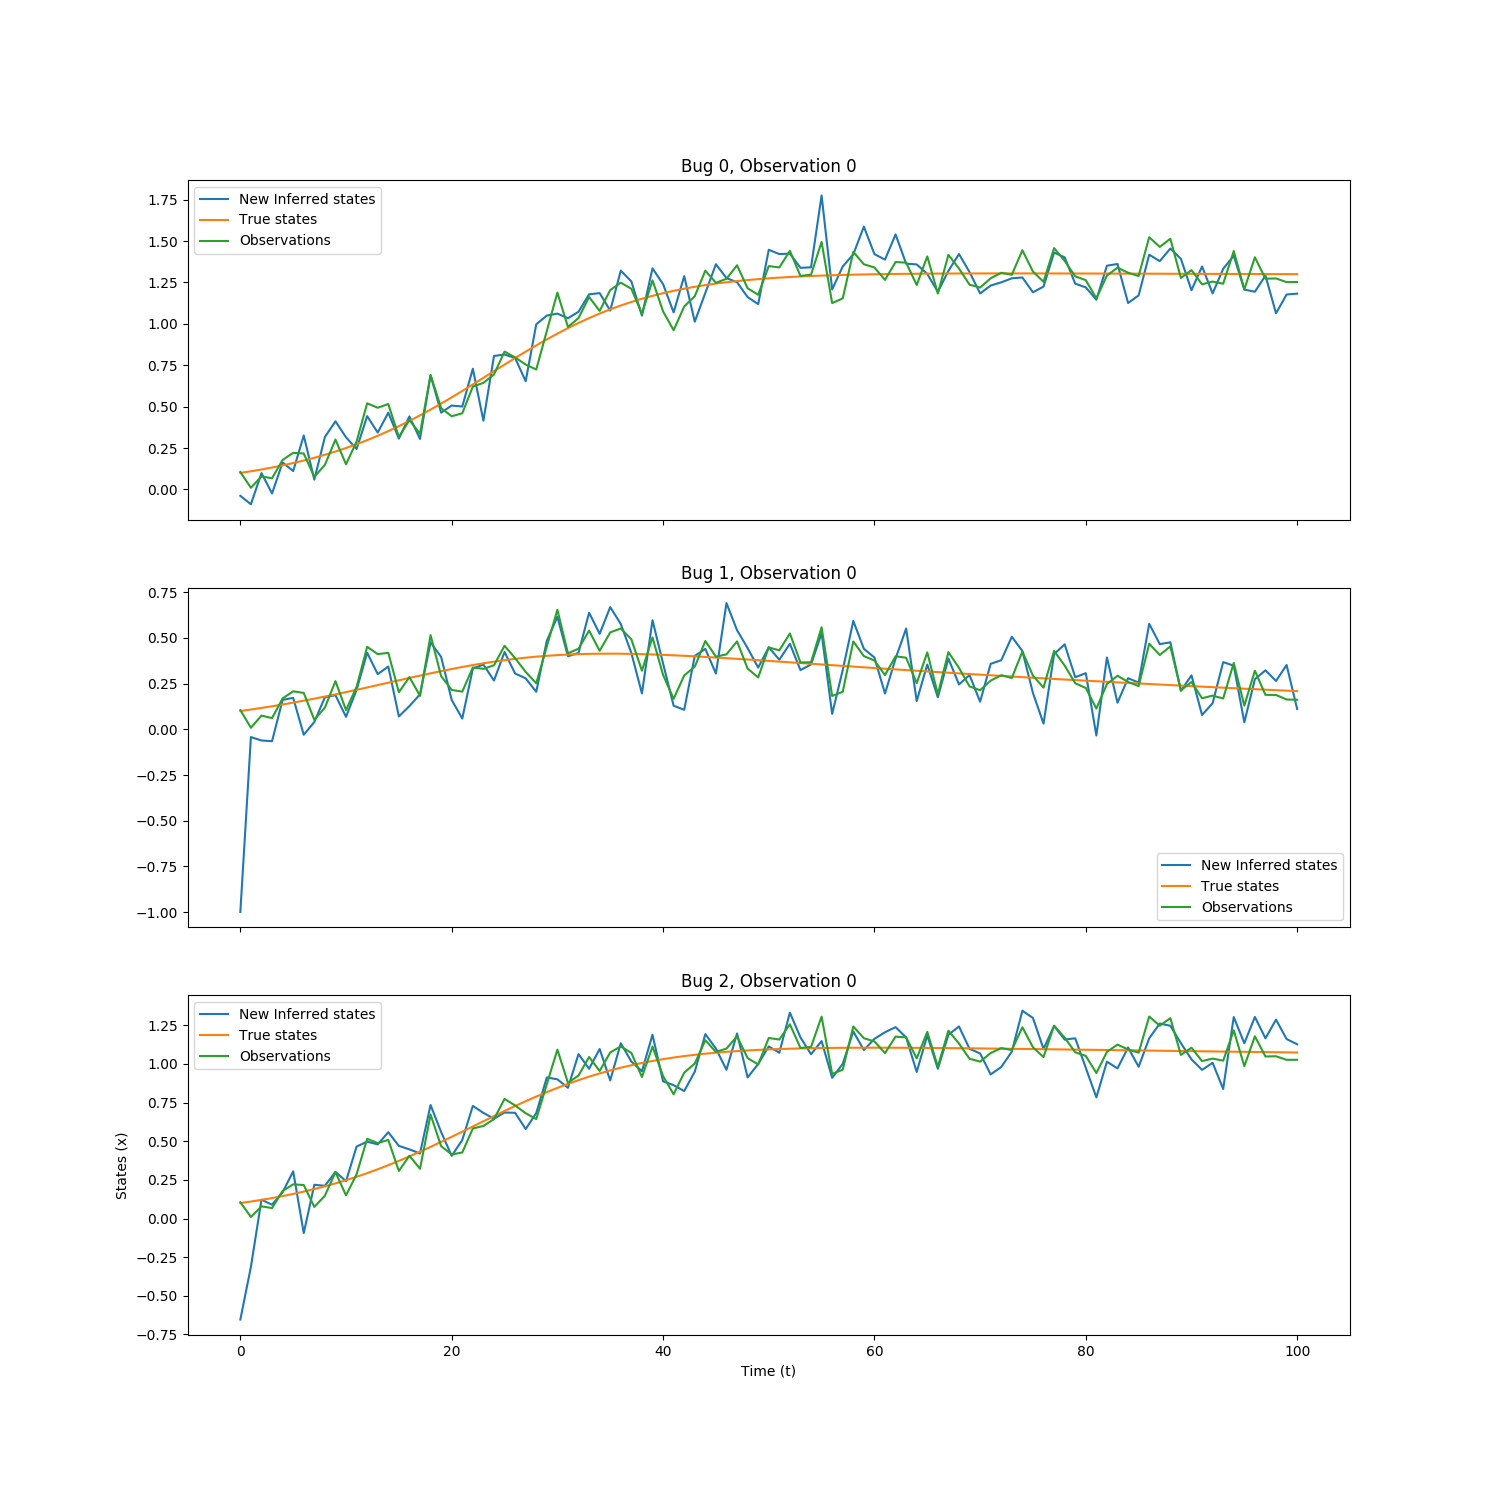 Bug 0, Observation 0
1.75
1.50
1.25
1.00
0.75
0.50
0.25
0.00
New Inferred states
True states
Observations
Bug 1, Observation 0
0.75
0.50
0.25
0.00
−0.25
−0.50
−0.75
−1.00
New Inferred states
True states
Observations
Bug 2, Observation 0
States (x)
1.25
1.00
0.75
0.50
0.25
0.00
−0.25
−0.50
−0.75
New Inferred states
True states
Observations
0 20 40 60 80 100
Time (t)